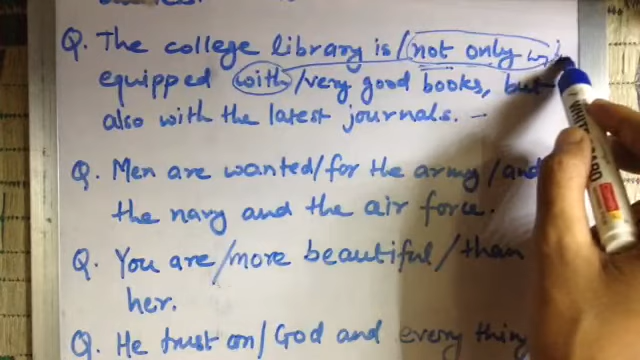 Q. The college library is/not only
equipped with/very good books, but
also with the latest journals. -
Q. Men are wanted/for the army/and
the navy and the air force.
Q. You are/more beautiful/than
her.
Q. He trust on/God and every thing
WHITEBOARD